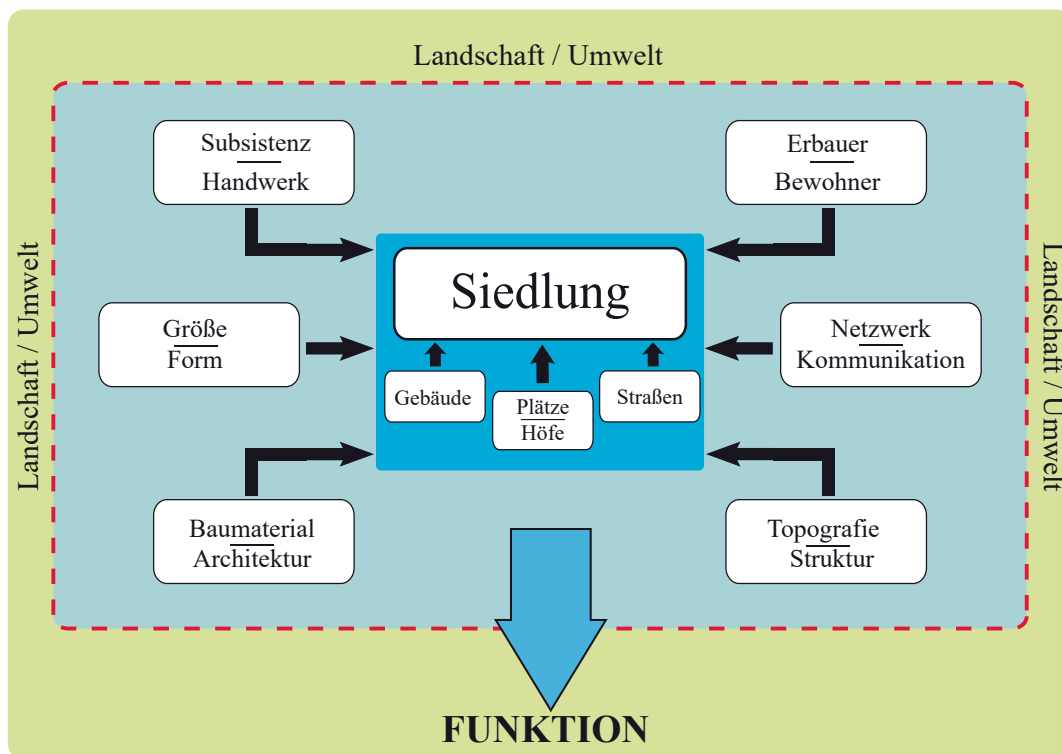 Landschaft / Umwelt
Subsistenz
Handwerk
Erbauer
Bewohner
Landschaft / Umwelt
Siedlung
Landschaft / Umwelt
Größe
Form
Netzwerk
Kommunikation
Gebäude
Plätze
Höfe
Straßen
Baumaterial
Architektur
Topografie
Struktur
FUNKTION